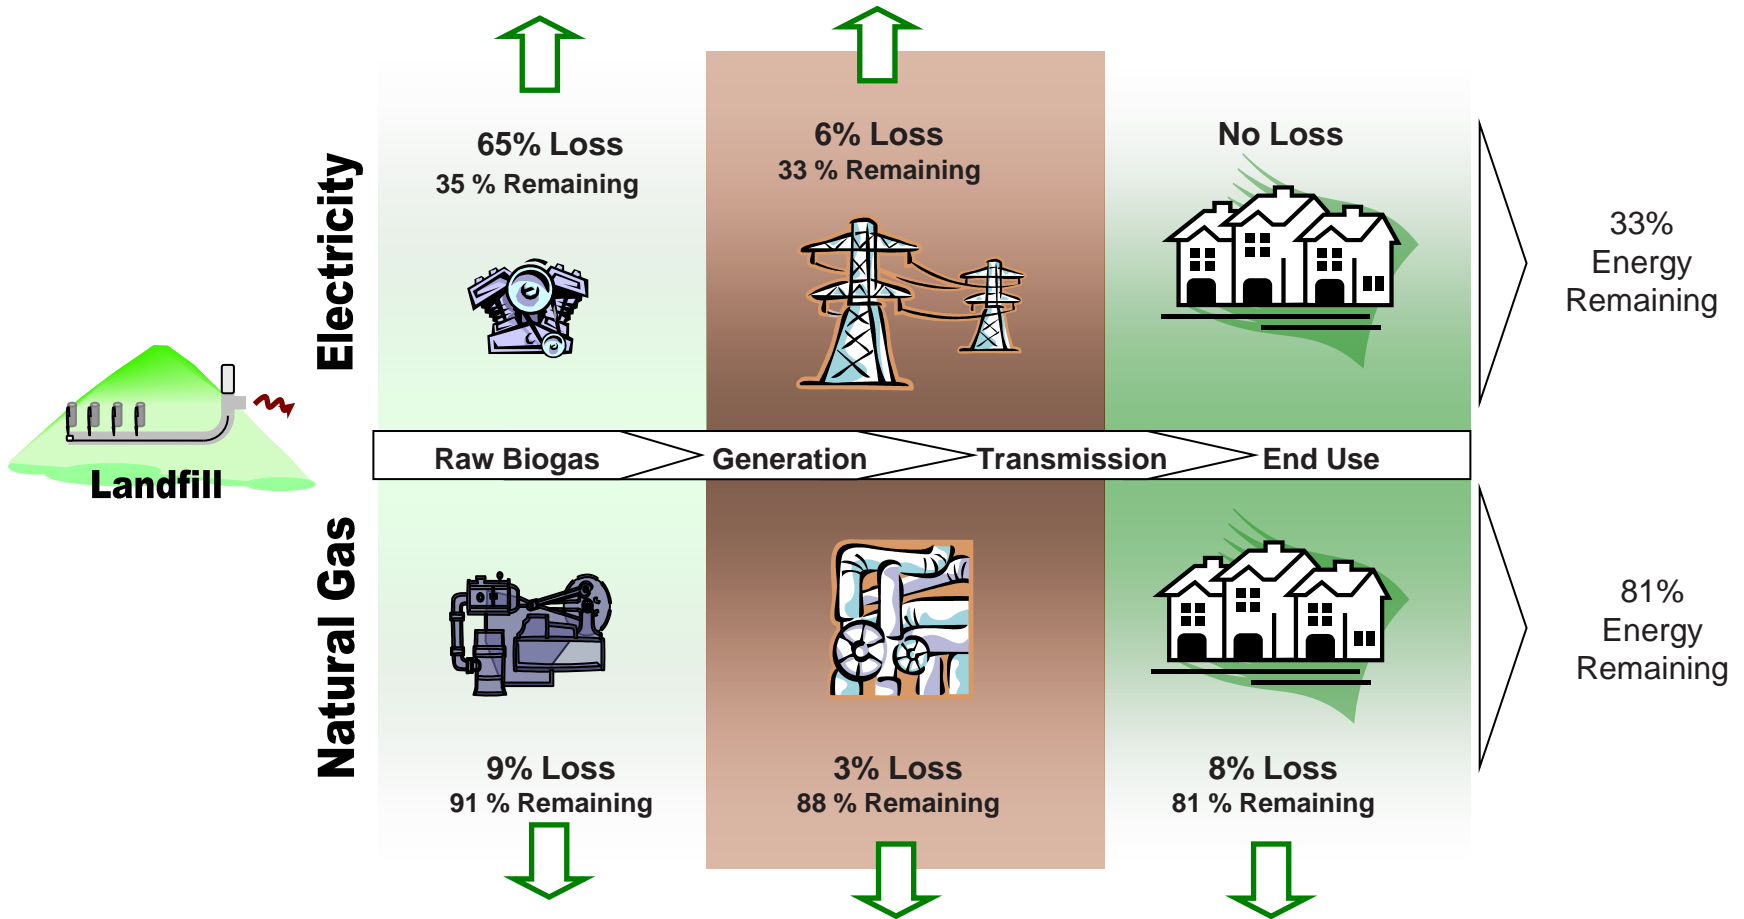 65% Loss
35 % Remaining
6% Loss
33 % Remaining
No Loss
Electricity
33%
Energy
Remaining
Landfill
Raw Biogas
Generation
Transmission
End Use
Natural Gas
81%
Energy
Remaining
9% Loss
91 % Remaining
3% Loss
88 % Remaining
8% Loss
81 % Remaining